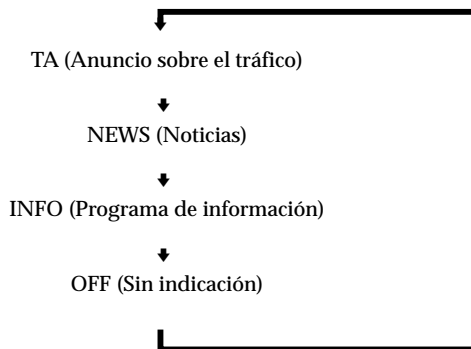 TA (Anuncio sobre el tráfico)
NEWS (Noticias)
INFO (Programa de información)
OFF (Sin indicación)